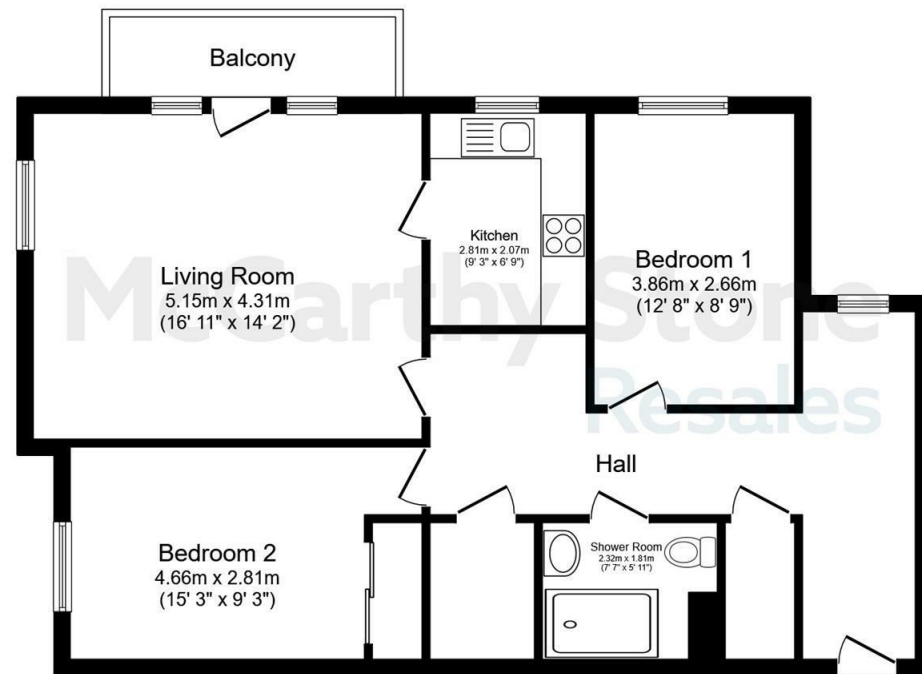 Balcony
Living Room
5.15m x 4.31m
(16' 11" x 14' 2")
Kitchen
2.81m x 2.07m
(9' 3" x 6' 9")
Bedroom 1
3.86m x 2.66m
(12' 8" x 8' 9")
McCarthy Stone
Resales
Hall
Bedroom 2
4.66m x 2.81m
(15' 3" x 9' 3")
Shower Room
2.32m x 1.81m
(7' 7" x 5' 11")